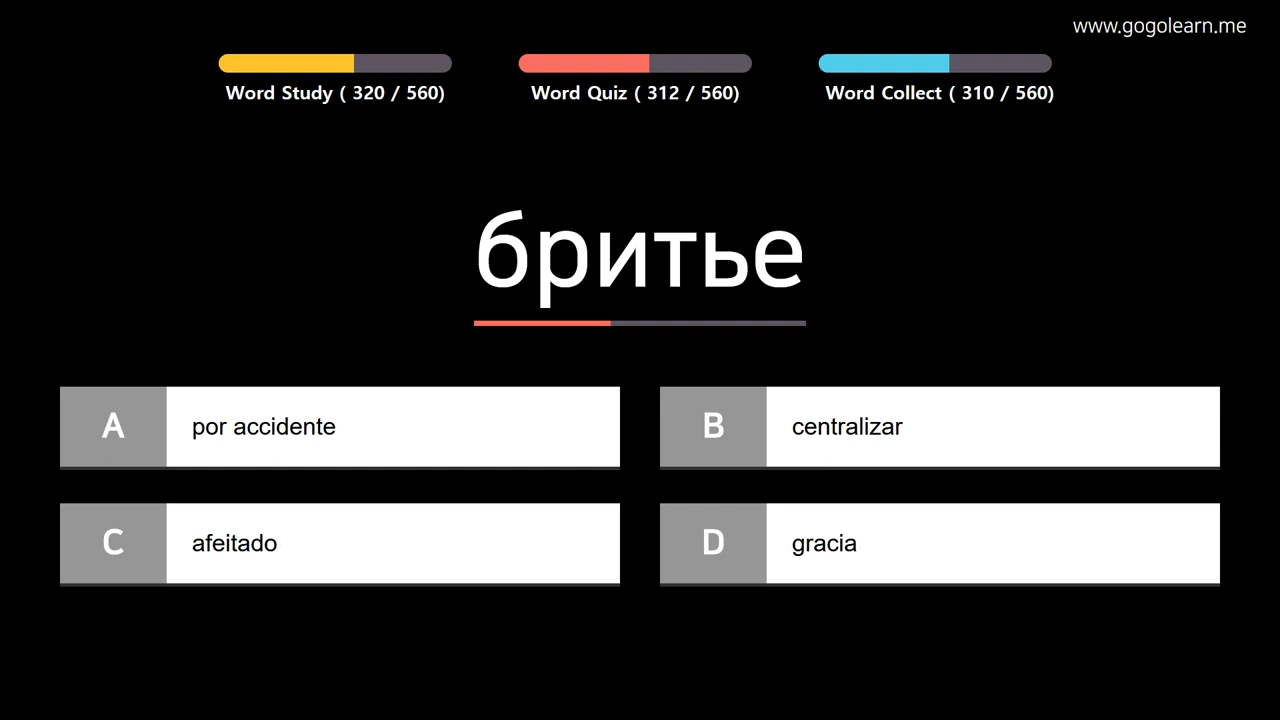 www.gogolearn.me
Word Study ( 320 / 560)
Word Quiz ( 312 / 560)
Word Collect ( 310 / 560)
бритье
A por accidente
B centralizar
C afeitado
D gracia